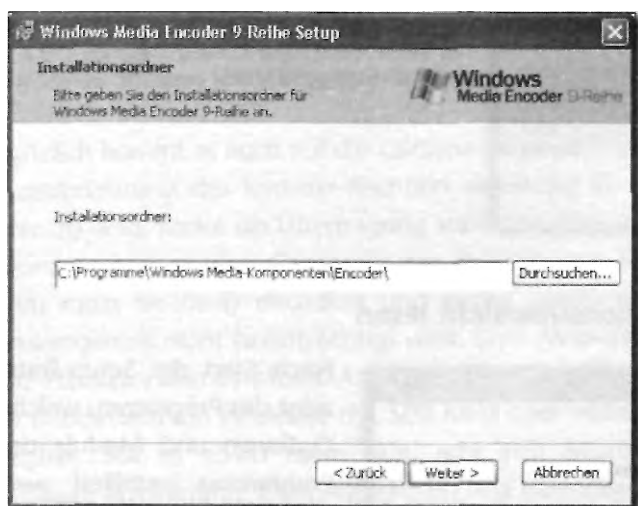 Windows Media Encoder 9-Reihe Setup
Installationsordner
Bitte geben Sie den Installationsordner für
Windows Media Encoder 9-Reihe an.
Windows
Media Encoder 9-Reihe
Installationsordner:
C:\Programme\Windows Media-Komponenten\Encoder\
Durchsuchen...
< Zurück
Weiter >
Abbrechen